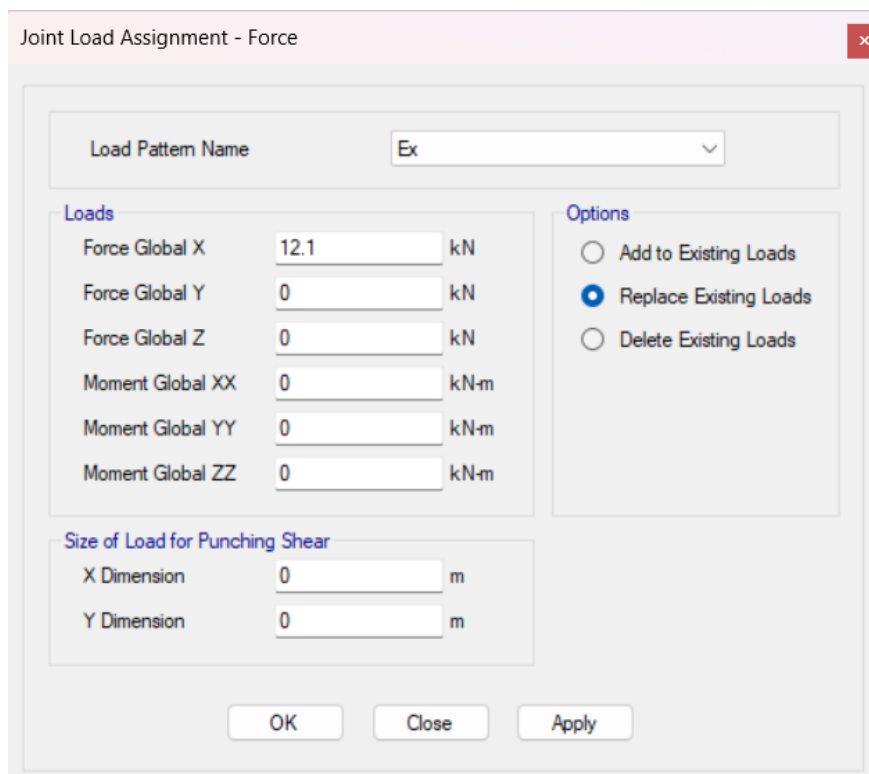 Joint Load Assignment - Force
Load Pattern Name Ex
Loads
Force Global X 12.1 kN
Force Global Y 0 kN
Force Global Z 0 kN
Moment Global XX 0 kN-m
Moment Global YY 0 kN-m
Moment Global ZZ 0 kN-m
Options
Add to Existing Loads
Replace Existing Loads
Delete Existing Loads
Size of Load for Punching Shear
X Dimension 0 m
Y Dimension 0 m
OK Close Apply